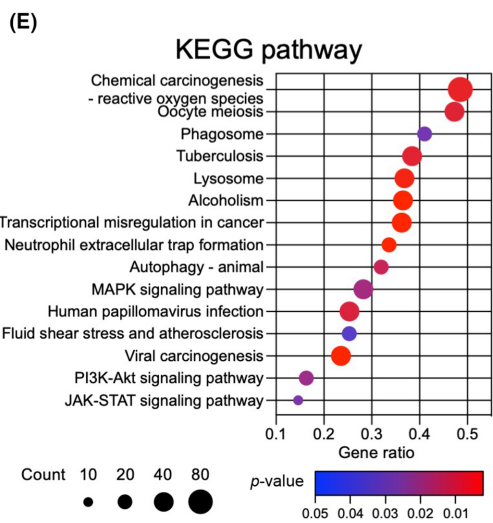 (E)
KEGG pathway
Chemical carcinogenesis
- reactive oxygen species
Oocyte meiosis
Phagosome
Tuberculosis
Lysosome
Alcoholism
Transcriptional misregulation in cancer
Neutrophil extracellular trap formation
Autophagy - animal
MAPK signaling pathway
Human papillomavirus infection
Fluid shear stress and atherosclerosis
Viral carcinogenesis
PI3K-Akt signaling pathway
JAK-STAT signaling pathway
0.1 0.2 0.3 0.4 0.5
Gene ratio
Count 10 20 40 80
p-value
0.05 0.04 0.03 0.02 0.01